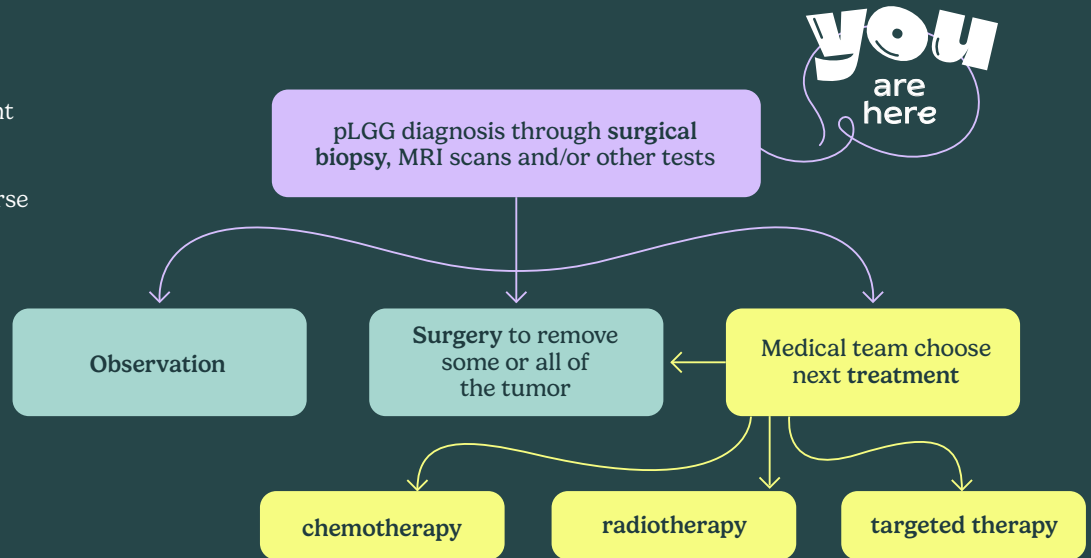 you
are
here
pLGG diagnosis through surgical
biopsy, MRI scans and/or other tests
Observation
Surgery to remove
some or all of
the tumor
Medical team choose
next treatment
chemotherapy
radiotherapy
targeted therapy